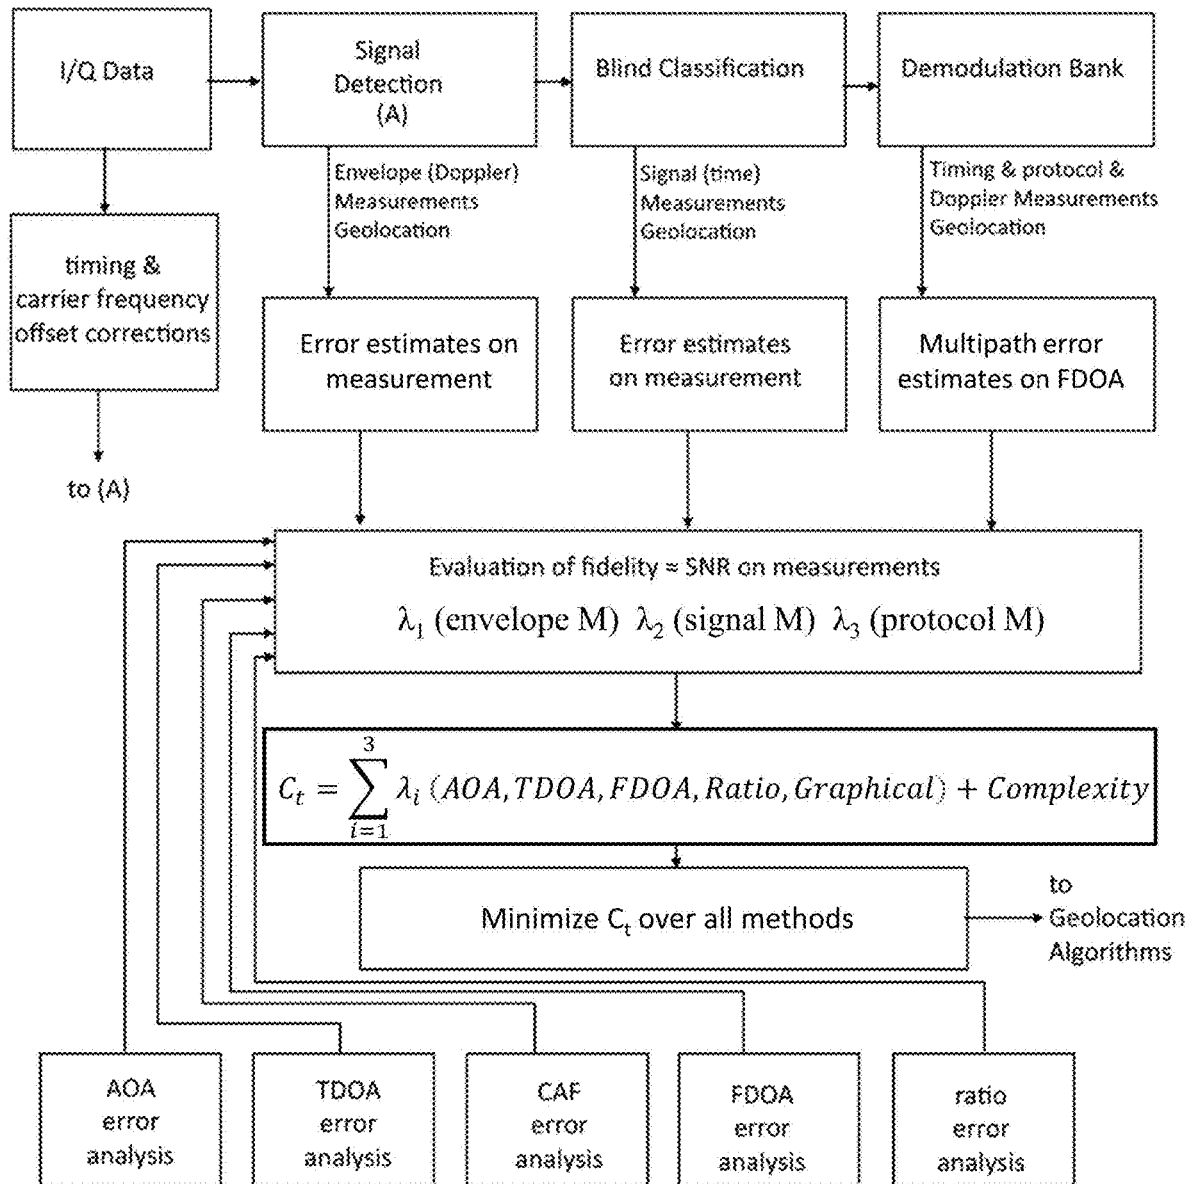 I/Q Data
Signal
Detection
(A)
Blind Classification
Demodulation Bank
Envelope (Doppler)
Measurements
Geolocation
Signal (time)
Measurements
Geolocation
Timing & protocol &
Doppler Measurements
Geolocation
timing &
carrier frequency
offset corrections
to (A)
Error estimates on
measurement
Error estimates
on measurement
Multipath error
estimates on FDOA
Evaluation of fidelity = SNR on measurements
λ₁ (envelope M) λ₂ (signal M) λ₃ (protocol M)
C_t = ∑_{i=1}^{3} λ_i (AOA, TDOA, FDOA, Ratio, Graphical) + Complexity
Minimize C_t over all methods
to
Geolocation
Algorithms
AOA
error
analysis
TDOA
error
analysis
CAF
error
analysis
FDOA
error
analysis
ratio
error
analysis